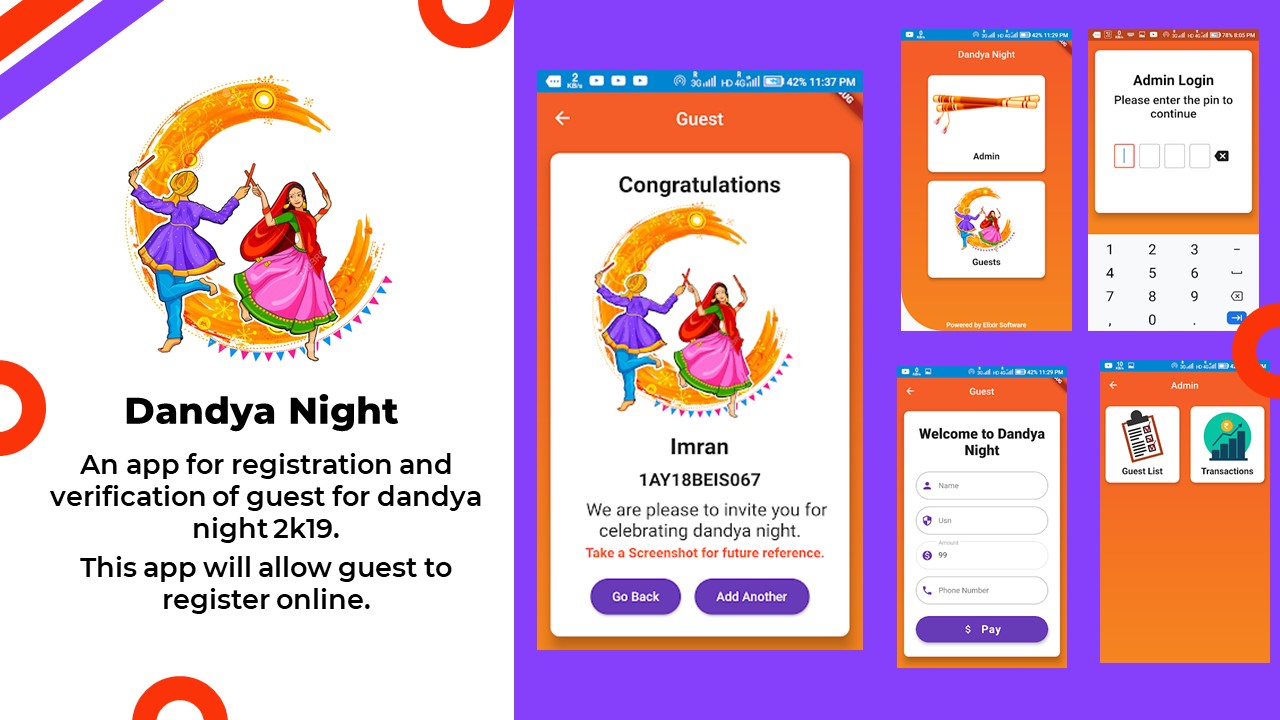 Dandya Night
An app for registration and
verification of guest for dandya
night 2k19.
This app will allow guest to
register online.
2
KB/s
R
3G
HD 4G
R
42% 11:37 PM
Guest
Congratulations
Imran
1AY18BEIS067
We are please to invite you for
celebrating dandya night.
Take a Screenshot for future reference.
Go Back
Add Another
42% 11:29 PM
Dandya Night
Admin
Guests
Powered by Elixir Software
78% 8:05 PM
Admin Login
Please enter the pin to
continue
1 2 3 -
4 5 6
7 8 9
, 0 .
42% 11:29 PM
Guest
Welcome to Dandya
Night
Name
Usn
Amount
99
Phone Number
$ Pay
Admin
Guest List
Transactions